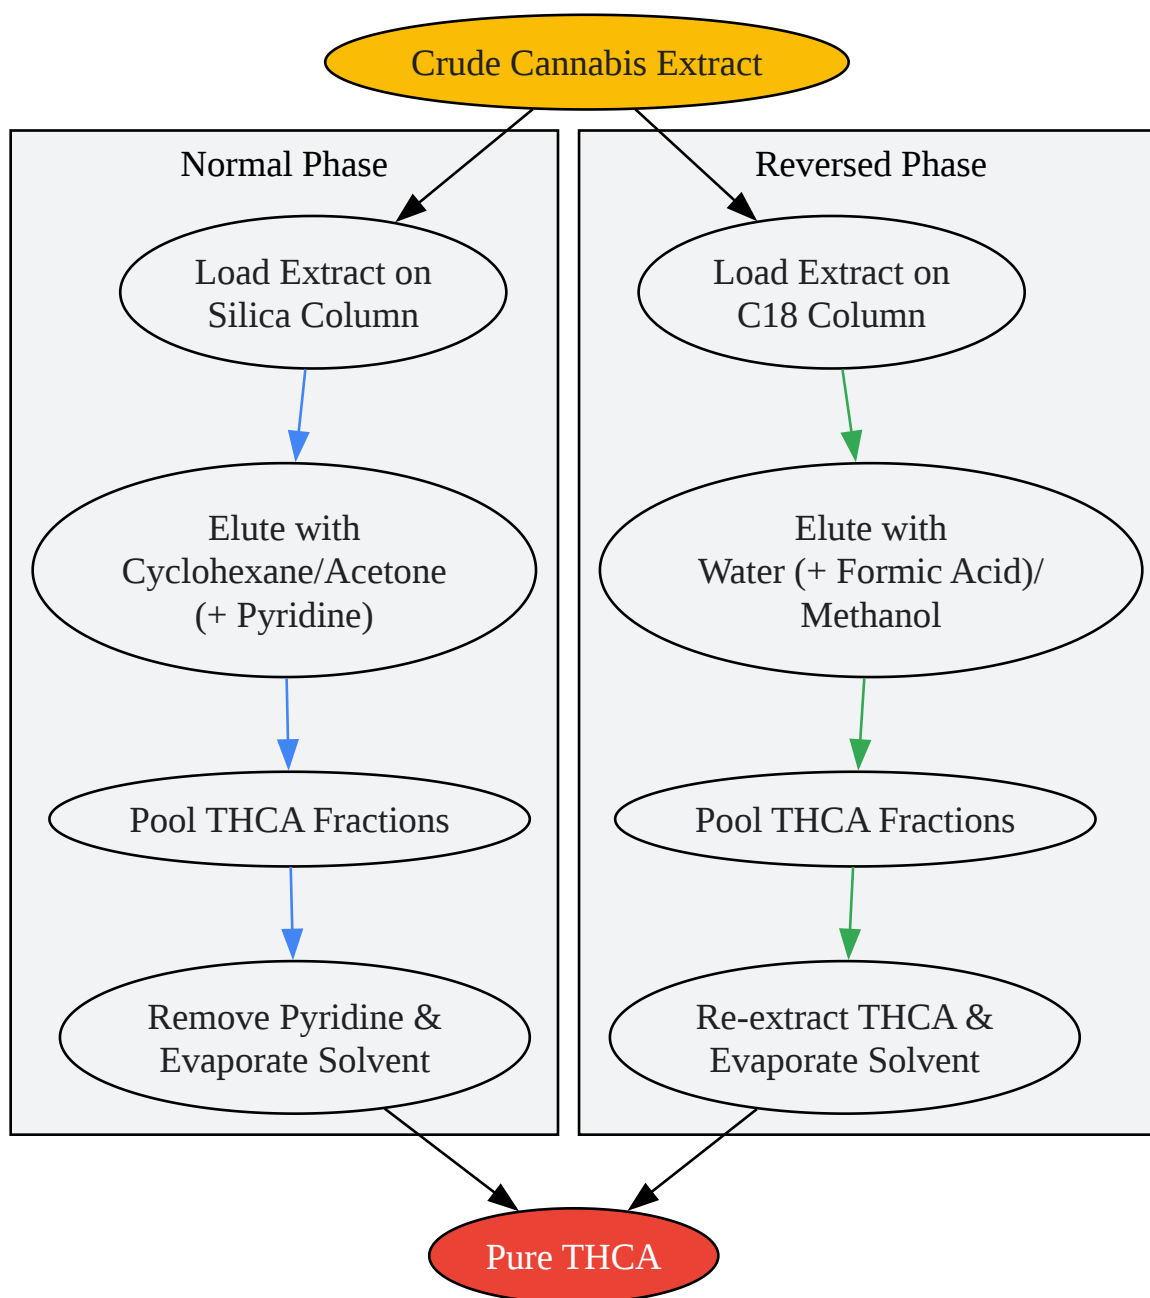 Crude Cannabis Extract
Normal Phase
Load Extract on
Silica Column
Elute with
Cyclohexane/Acetone
(+ Pyridine)
Pool THCA Fractions
Remove Pyridine &
Evaporate Solvent
Reversed Phase
Load Extract on
C18 Column
Elute with
Water (+ Formic Acid)/
Methanol
Pool THCA Fractions
Re-extract THCA &
Evaporate Solvent
Pure THCA